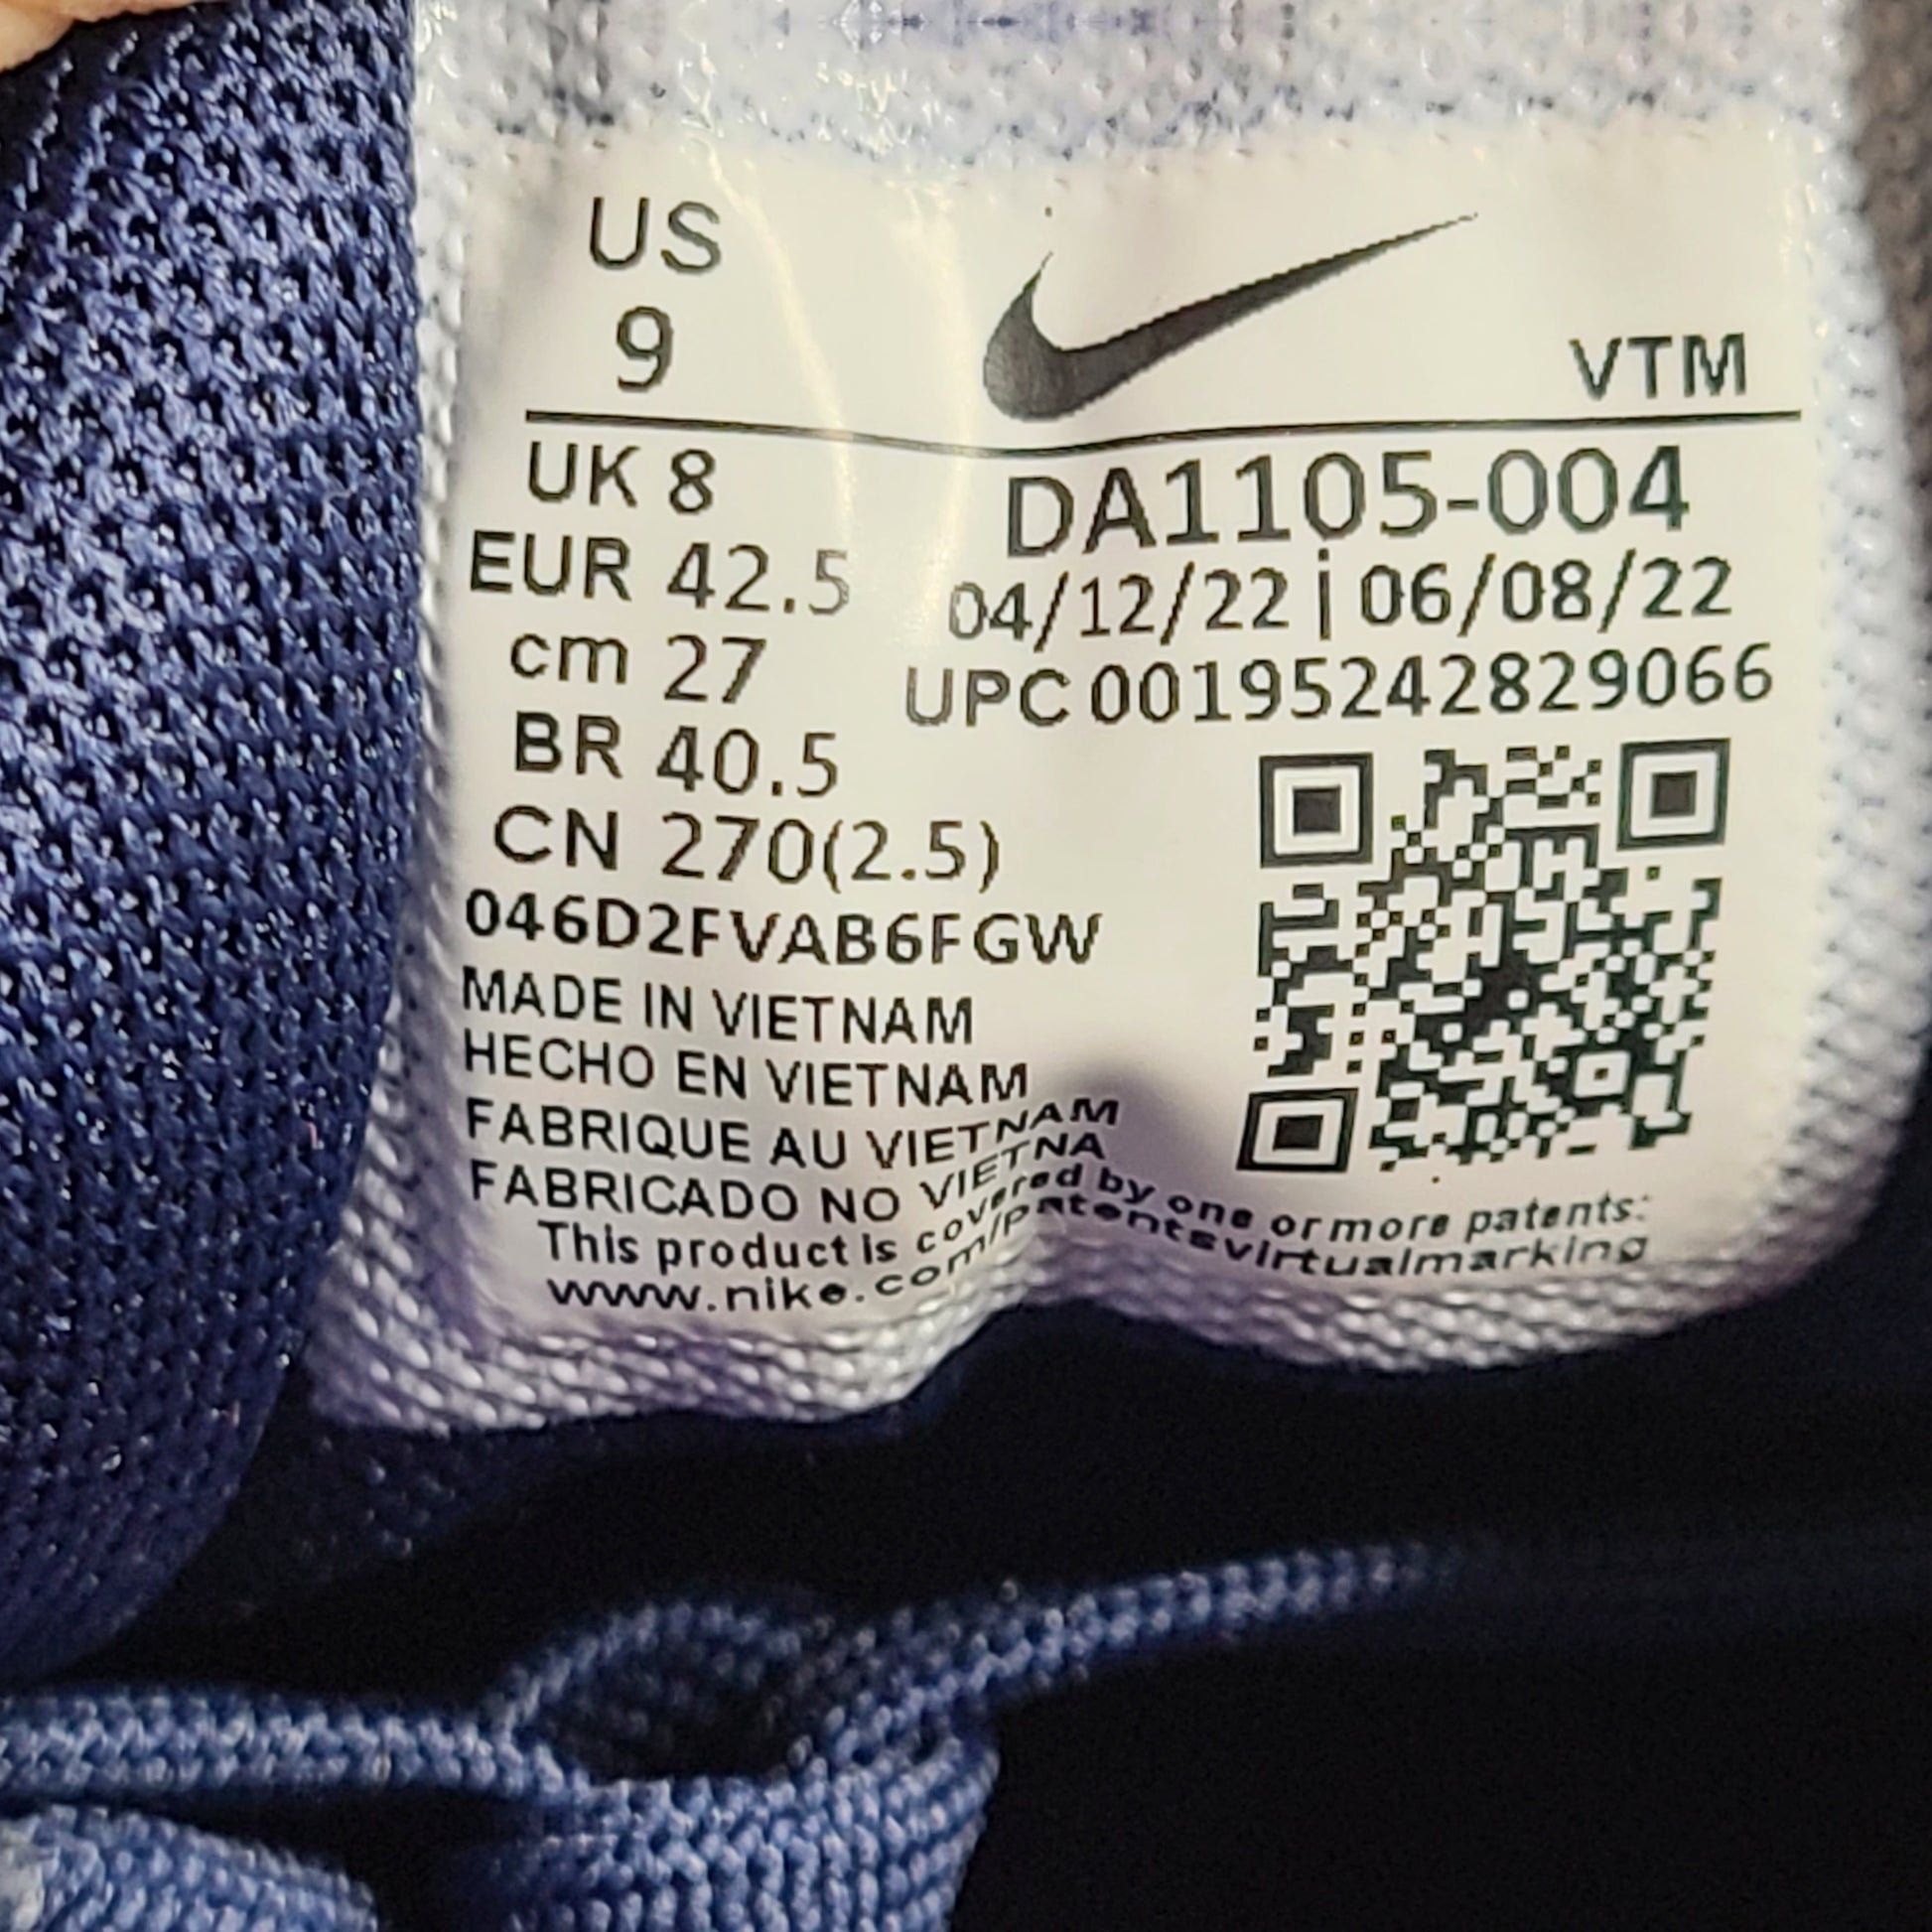 US
9
VTM
UK 8
EUR 42.5
cm 27
BR 40.5
CN 270(2.5)
DA1105-004
04/12/22 | 06/08/22
UPC 00195242829066
046D2FVAB6FGW
MADE IN VIETNAM
HECHO EN VIETNAM
FABRIQUE AU VIETNAM
FABRICADO NO VIETNA
This product is covered by one or more patents:
www.nike.com/patentsvirtualmarking